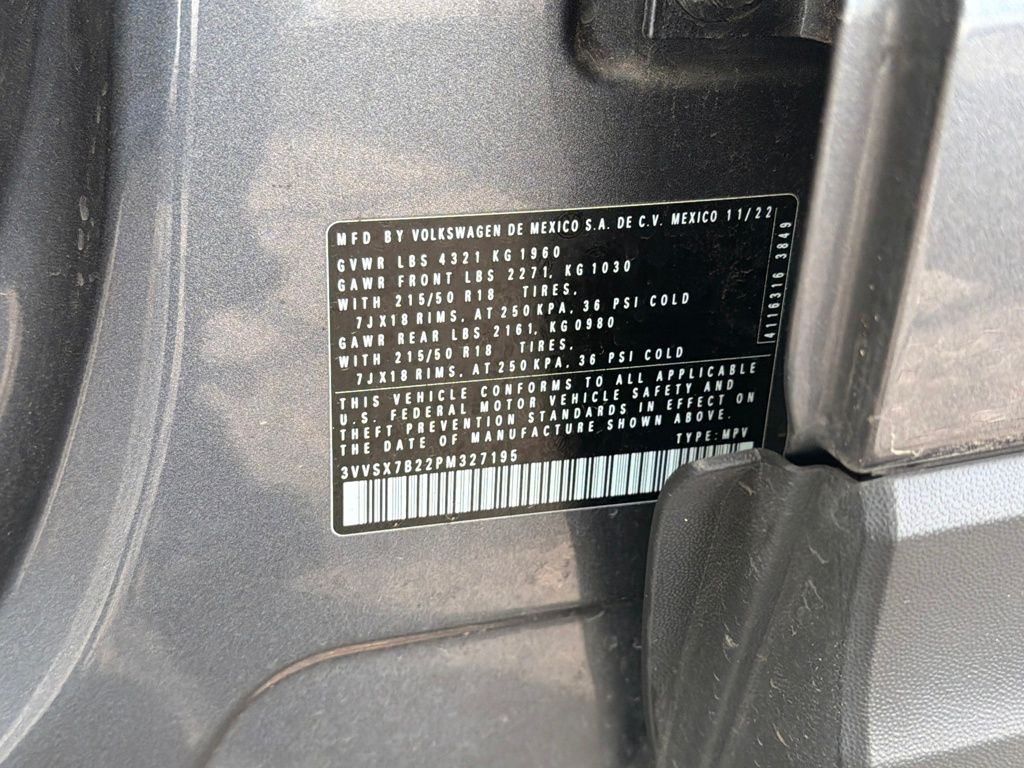 MFD BY VOLKSWAGEN DE MEXICO S.A. DE C.V. MEXICO 11/22
GVWR LBS 4321 KG 1960
GAWR FRONT LBS 2271, KG 1030
WITH 215/50 R18 TIRES,
7JX18 RIMS, AT 250 KPA, 36 PSI COLD
GAWR REAR LBS 2161, KG 0980
WITH 215/50 R18 TIRES,
7JX18 RIMS, AT 250 KPA, 36 PSI COLD
THIS VEHICLE CONFORMS TO ALL APPLICABLE
U.S. FEDERAL MOTOR VEHICLE SAFETY AND
THEFT PREVENTION STANDARDS IN EFFECT ON
THE DATE OF MANUFACTURE SHOWN ABOVE.
3VVSX7B22PM327195 TYPE: MPV
41116316 3849